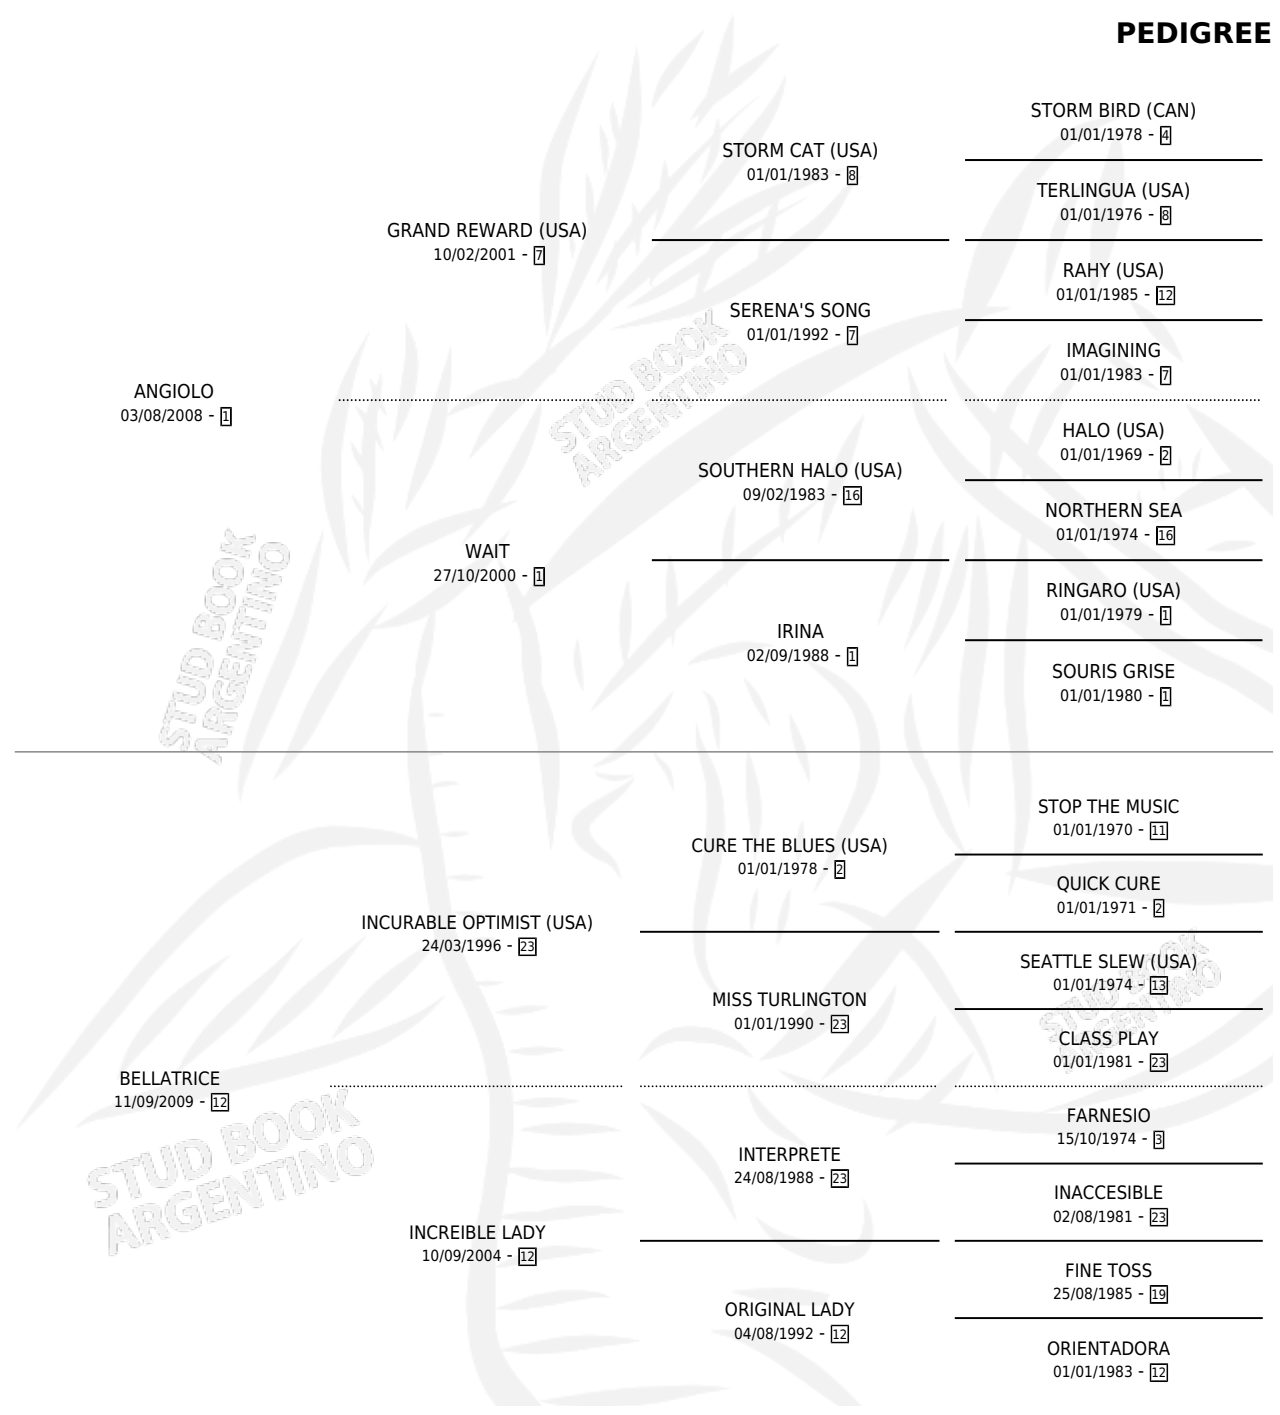 PEDIGREE
STORM BIRD (CAN)
01/01/1978 - 4
STORM CAT (USA)
01/01/1983 - 8
TERLINGUA (USA)
01/01/1976 - 8
GRAND REWARD (USA)
10/02/2001 - 7
RAHY (USA)
01/01/1985 - 12
SERENA'S SONG
01/01/1992 - 7
IMAGINING
01/01/1983 - 7
ANGIOLO
03/08/2008 - 1
STUD BOOK
ARGENTINO
HALO (USA)
01/01/1969 - 2
SOUTHERN HALO (USA)
09/02/1983 - 16
NORTHERN SEA
01/01/1974 - 16
WAIT
27/10/2000 - 1
RINGARO (USA)
01/01/1979 - 1
IRINA
02/09/1988 - 1
SOURIS GRISE
01/01/1980 - 1
STUD BOOK
ARGENTINO
STOP THE MUSIC
01/01/1970 - 11
CURE THE BLUES (USA)
01/01/1978 - 2
QUICK CURE
01/01/1971 - 2
INCURABLE OPTIMIST (USA)
24/03/1996 - 23
SEATTLE SLEW (USA)
01/01/1974 - 13
MISS TURLINGTON
01/01/1990 - 23
STUD BOOK
ARGENTINO
CLASS PLAY
01/01/1981 - 23
BELLATRICE
11/09/2009 - 12
STUD BOOK
ARGENTINO
FARNESIO
15/10/1974 - 3
INTERPRETE
24/08/1988 - 23
INACCESIBLE
02/08/1981 - 23
INCREIBLE LADY
10/09/2004 - 12
FINE TOSS
25/08/1985 - 19
ORIGINAL LADY
04/08/1992 - 12
ORIENTADORA
01/01/1983 - 12